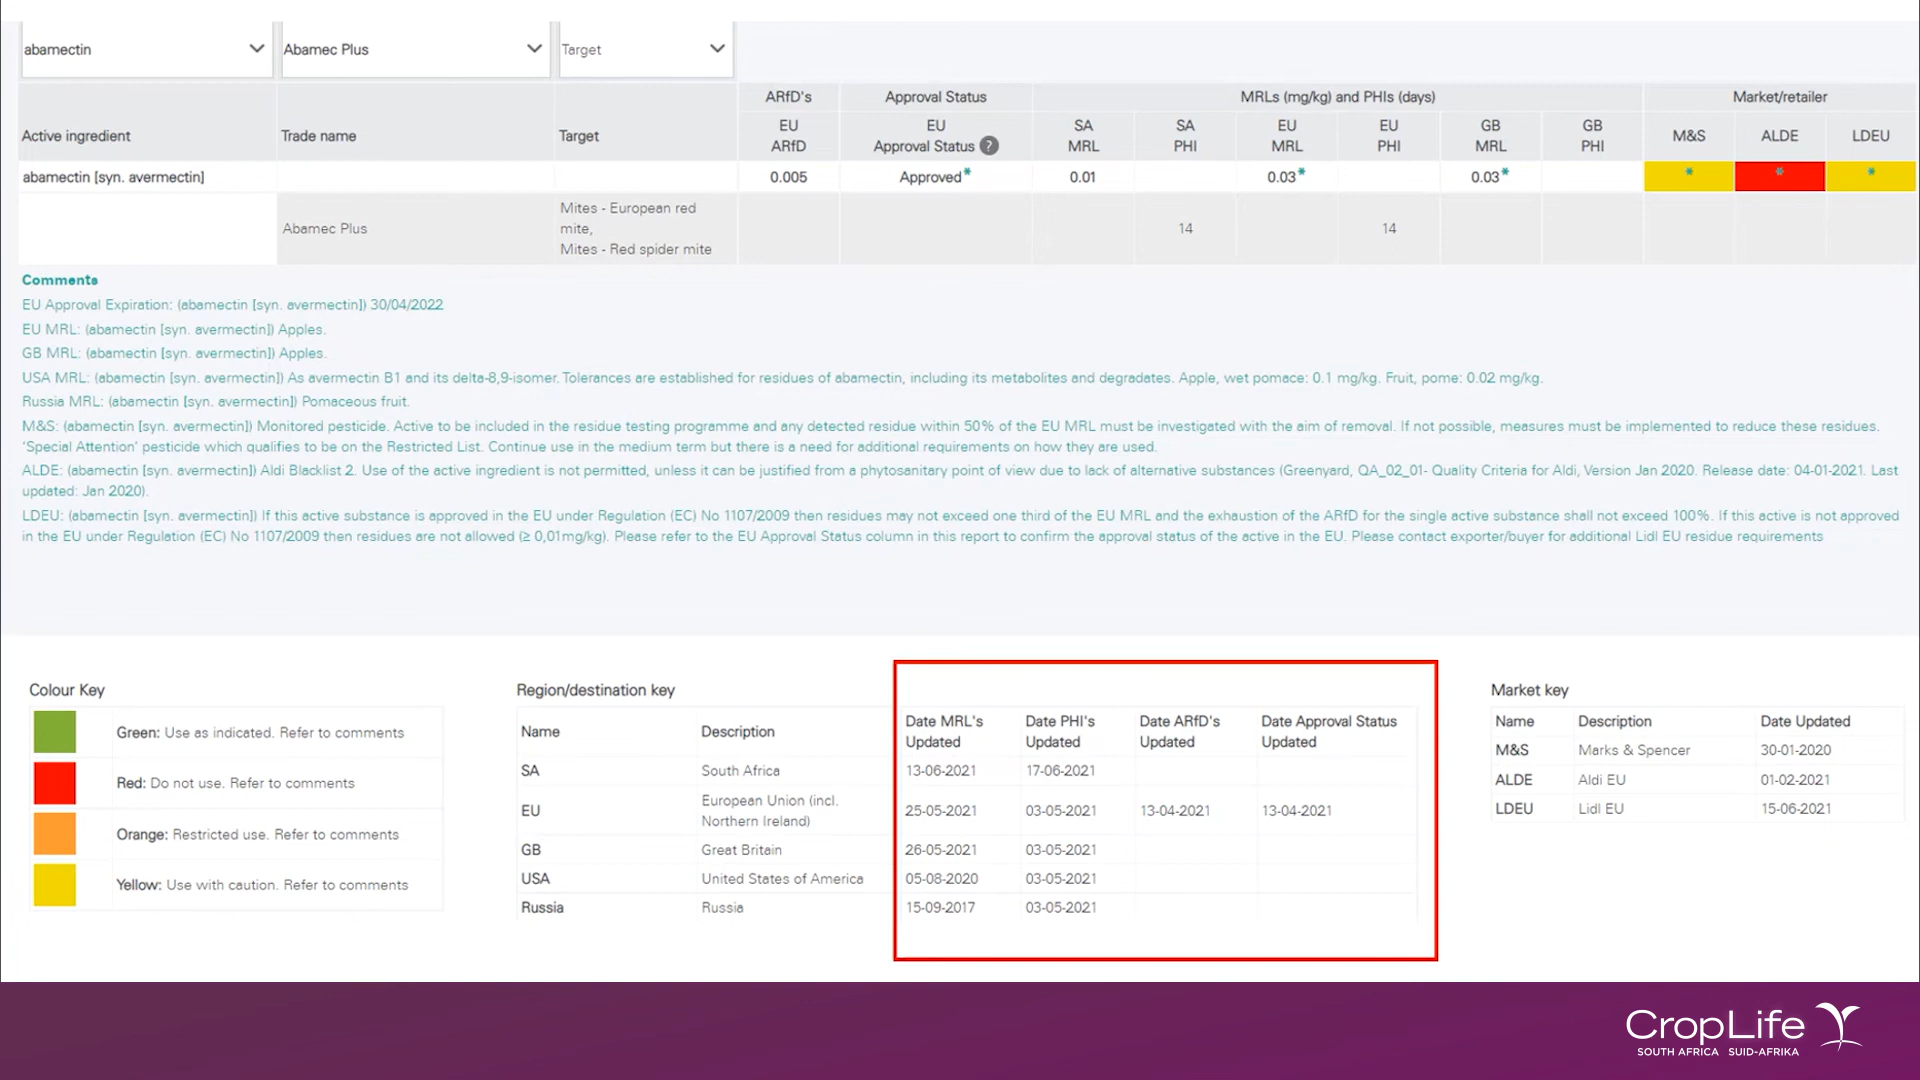 abamectin
Abamec Plus
Target
ARfD's
Approval Status
MRLs (mg/kg) and PHIs (days)
Market/retailer
Active ingredient
Trade name
Target
EU
ARfD
EU
Approval Status ?
SA
MRL
SA
PHI
EU
MRL
EU
PHI
GB
MRL
GB
PHI
M&S
ALDE
LDEU
abamectin [syn. avermectin]
0.005
Approved*
0.01
0.03*
0.03*
*
*
*
Abamec Plus
Mites - European red
mite,
Mites - Red spider mite
14
14
Comments
EU Approval Expiration: (abamectin [syn. avermectin]) 30/04/2022
EU MRL: (abamectin [syn. avermectin]) Apples.
GB MRL: (abamectin [syn. avermectin]) Apples.
USA MRL: (abamectin [syn. avermectin]) As avermectin B1 and its delta-8,9-isomer. Tolerances are established for residues of abamectin, including its metabolites and degradates. Apple, wet pomace: 0.1 mg/kg. Fruit, pome: 0.02 mg/kg.
Russia MRL: (abamectin [syn. avermectin]) Pomaceous fruit.
M&S: (abamectin [syn. avermectin]) Monitored pesticide. Active to be included in the residue testing programme and any detected residue within 50% of the EU MRL must be investigated with the aim of removal. If not possible, measures must be implemented to reduce these residues.
'Special Attention' pesticide which qualifies to be on the Restricted List. Continue use in the medium term but there is a need for additional requirements on how they are used.
ALDE: (abamectin [syn. avermectin]) Aldi Blacklist 2. Use of the active ingredient is not permitted, unless it can be justified from a phytosanitary point of view due to lack of alternative substances (Greenyard, QA_02_01- Quality Criteria for Aldi, Version Jan 2020. Release date: 04-01-2021. Last
updated: Jan 2020).
LDEU: (abamectin [syn. avermectin]) If this active substance is approved in the EU under Regulation (EC) No 1107/2009 then residues may not exceed one third of the EU MRL and the exhaustion of the ARfD for the single active substance shall not exceed 100%. If this active is not approved
in the EU under Regulation (EC) No 1107/2009 then residues are not allowed (≥ 0,01mg/kg). Please refer to the EU Approval Status column in this report to confirm the approval status of the active in the EU. Please contact exporter/buyer for additional Lidl EU residue requirements
Colour Key
Green: Use as indicated. Refer to comments
Red: Do not use. Refer to comments
Orange: Restricted use. Refer to comments
Yellow: Use with caution. Refer to comments
Region/destination key
Name
Description
Date MRL's
Updated
Date PHI's
Updated
Date ARfD's
Updated
Date Approval Status
Updated
SA
South Africa
13-06-2021
17-06-2021
EU
European Union (incl.
Northern Ireland)
25-05-2021
03-05-2021
13-04-2021
13-04-2021
GB
Great Britain
26-05-2021
03-05-2021
USA
United States of America
05-08-2020
03-05-2021
Russia
Russia
15-09-2017
03-05-2021
Market key
Name
Description
Date Updated
M&S
Marks & Spencer
30-01-2020
ALDE
Aldi EU
01-02-2021
LDEU
Lidl EU
15-06-2021
CropLife
SOUTH AFRICA SUID-AFRIKA